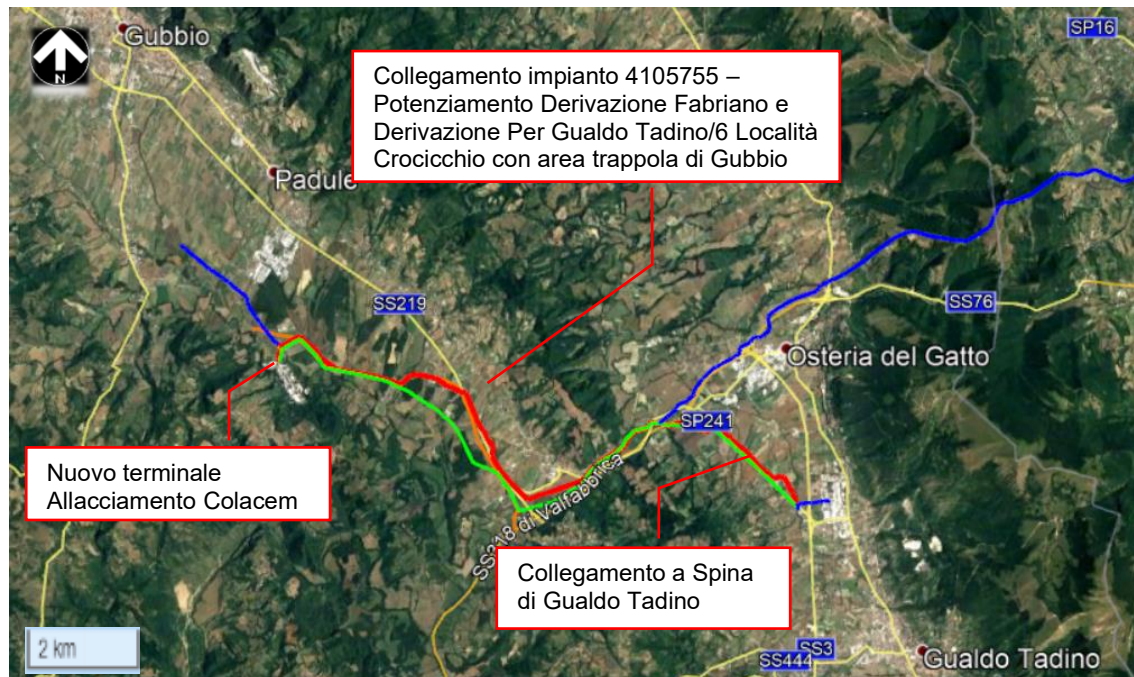 Gubbio
SP16
N
Collegamento impianto 4105755 –
Potenziamento Derivazione Fabriano e
Derivazione Per Gualdo Tadino/6 Località
Crocicchio con area trappola di Gubbio
Padule
SS219
SS76
Osteria del Gatto
SP241
Nuovo terminale
Allacciamento Colacem
SS318 di Valfabbrica
Collegamento a Spina
di Gualdo Tadino
2 km
SS3
SS444
Gualdo Tadino